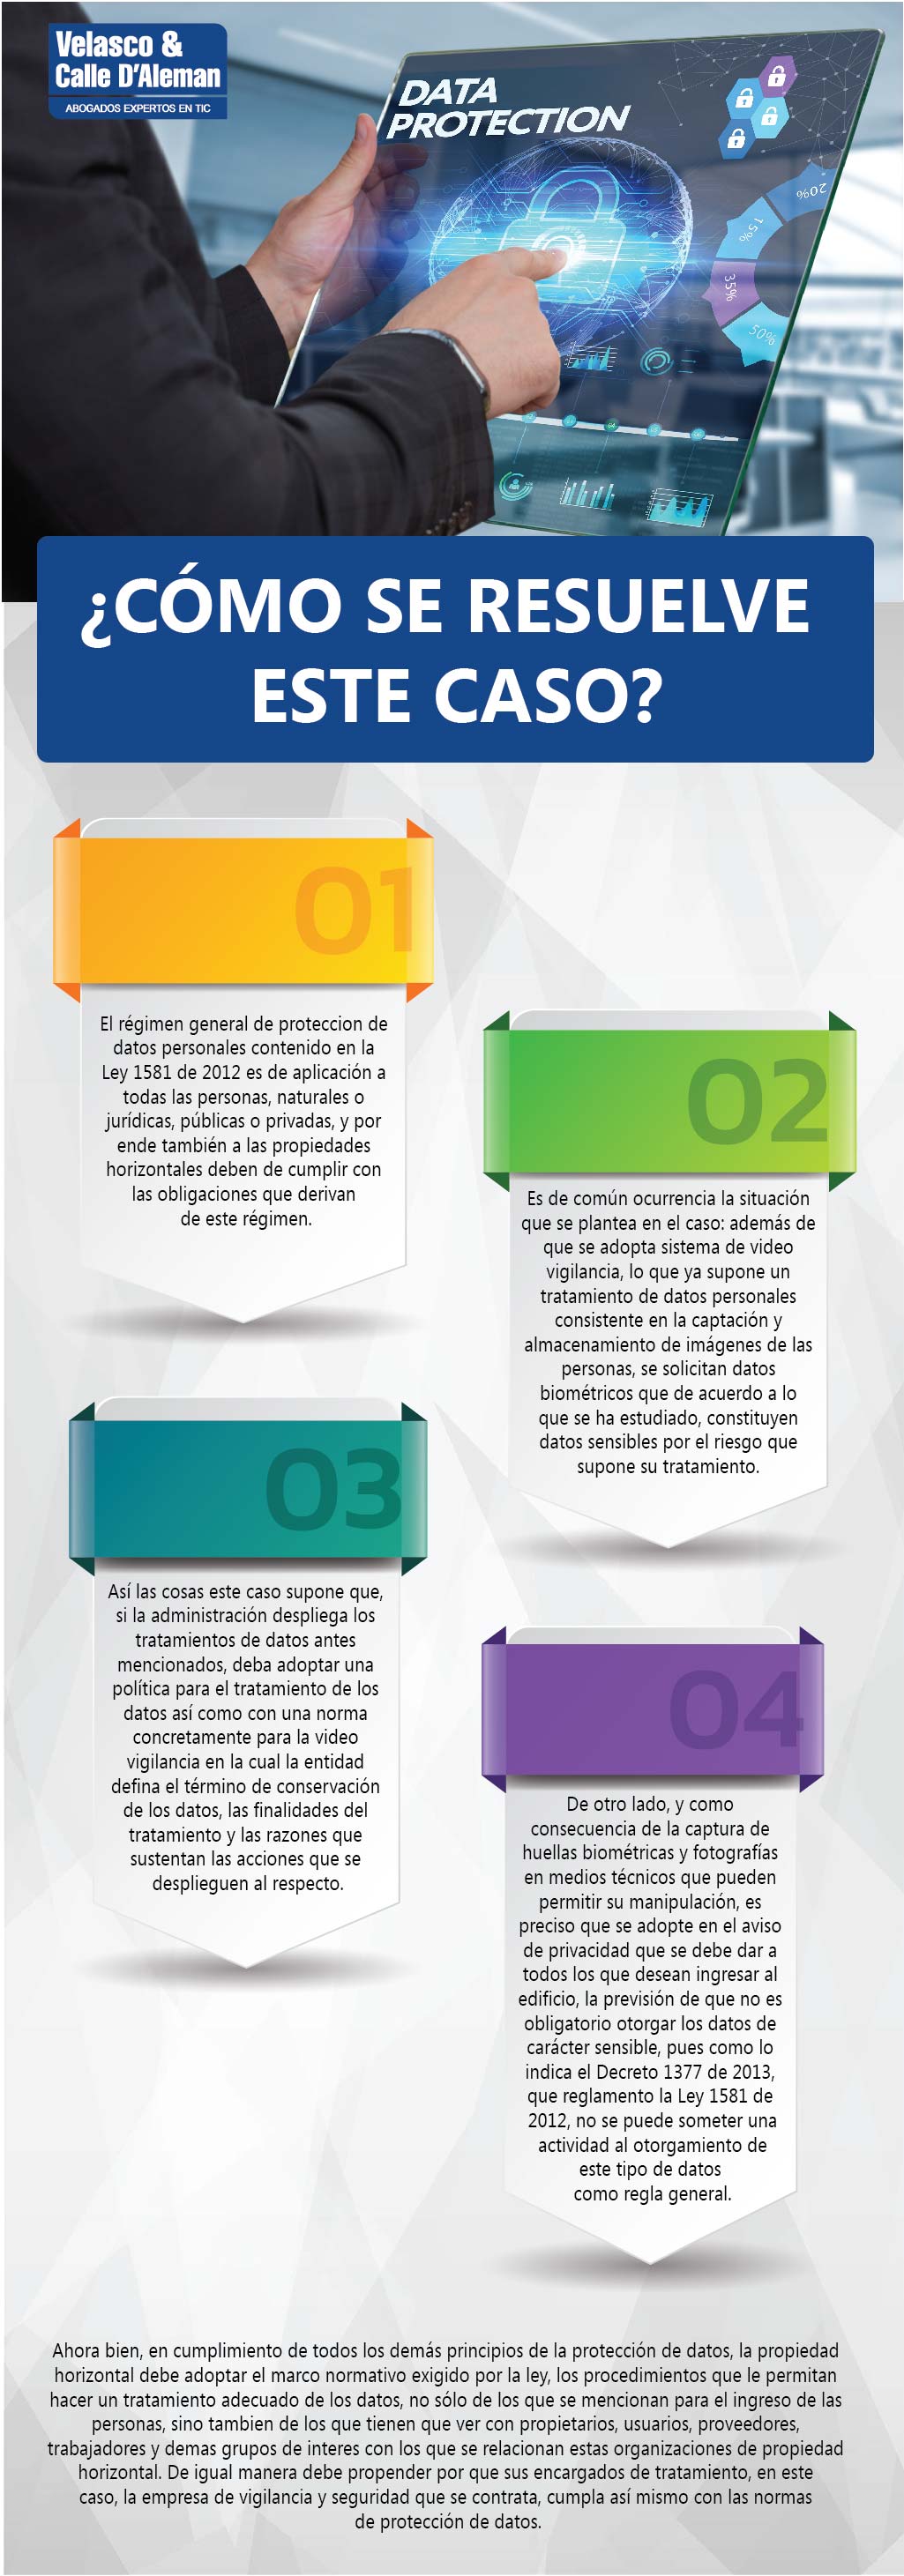 Velasco &
Calle D'Aleman
ABOGADOS EXPERTOS EN TIC
DATA
PROTECTION
20%
15%
35%
50%
¿CÓMO SE RESUELVE
ESTE CASO?
01
El régimen general de proteccion de
datos personales contenido en la
Ley 1581 de 2012 es de aplicación a
todas las personas, naturales o
jurídicas, públicas o privadas, y por
ende también a las propiedades
horizontales deben de cumplir con
las obligaciones que derivan
de este régimen.
02
Es de común ocurrencia la situación
que se plantea en el caso: además de
que se adopta sistema de video
vigilancia, lo que ya supone un
tratamiento de datos personales
consistente en la captación y
almacenamiento de imágenes de las
personas, se solicitan datos
biométricos que de acuerdo a lo
que se ha estudiado, constituyen
datos sensibles por el riesgo que
supone su tratamiento.
03
Así las cosas este caso supone que,
si la administración despliega los
tratamientos de datos antes
mencionados, deba adoptar una
política para el tratamiento de los
datos así como con una norma
concretamente para la video
vigilancia en la cual la entidad
defina el término de conservación
de los datos, las finalidades del
tratamiento y las razones que
sustentan las acciones que se
desplieguen al respecto.
04
De otro lado, y como
consecuencia de la captura de
huellas biométricas y fotografías
en medios técnicos que pueden
permitir su manipulación, es
preciso que se adopte en el aviso
de privacidad que se debe dar a
todos los que desean ingresar al
edificio, la previsión de que no es
obligatorio otorgar los datos de
carácter sensible, pues como lo
indica el Decreto 1377 de 2013,
que reglamento la Ley 1581 de
2012, no se puede someter una
actividad al otorgamiento de
este tipo de datos
como regla general.
Ahora bien, en cumplimiento de todos los demás principios de la protección de datos, la propiedad
horizontal debe adoptar el marco normativo exigido por la ley, los procedimientos que le permitan
hacer un tratamiento adecuado de los datos, no sólo de los que se mencionan para el ingreso de las
personas, sino tambien de los que tienen que ver con propietarios, usuarios, proveedores,
trabajadores y demas grupos de interes con los que se relacionan estas organizaciones de propiedad
horizontal. De igual manera debe propender por que sus encargados de tratamiento, en este
caso, la empresa de vigilancia y seguridad que se contrata, cumpla así mismo con las normas
de protección de datos.